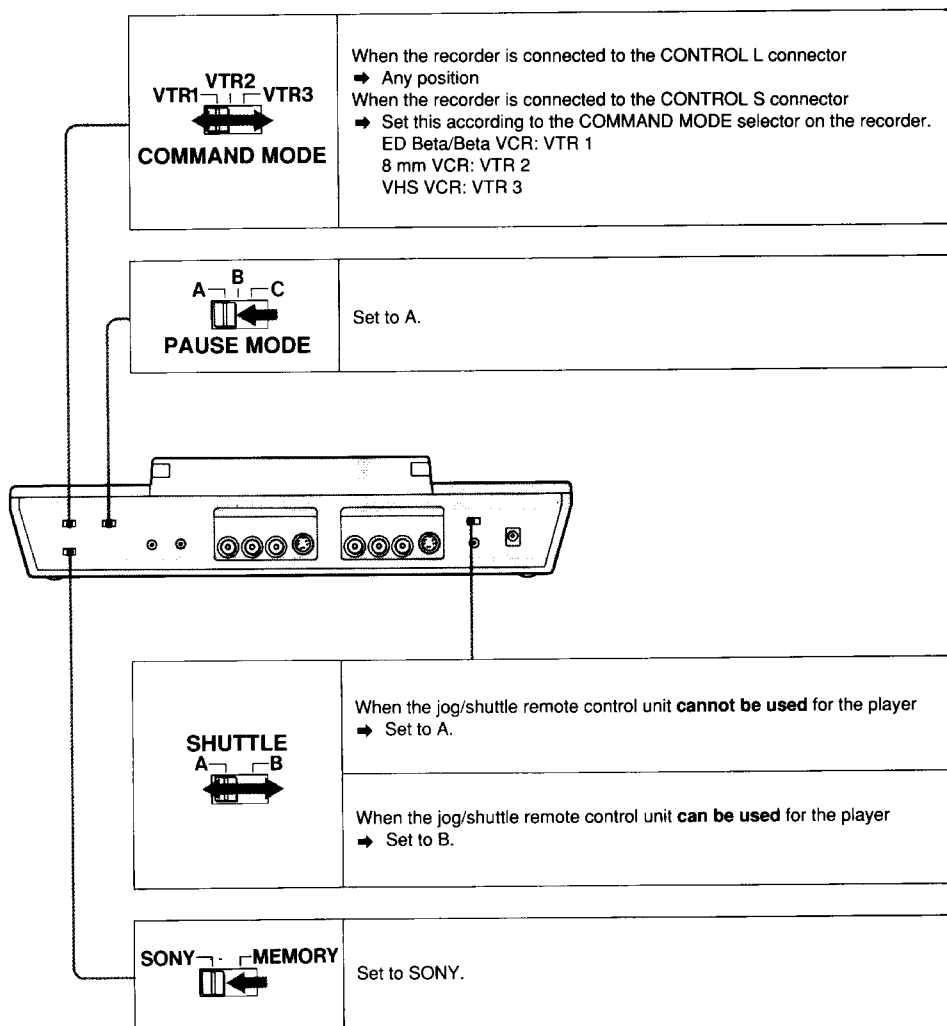 VTR1 VTR2 VTR3
COMMAND MODE
When the recorder is connected to the CONTROL L connector
➡ Any position
When the recorder is connected to the CONTROL S connector
➡ Set this according to the COMMAND MODE selector on the recorder.
ED Beta/Beta VCR: VTR 1
8 mm VCR: VTR 2
VHS VCR: VTR 3
A B C
PAUSE MODE
Set to A.
SHUTTLE
A B
When the jog/shuttle remote control unit cannot be used for the player
➡ Set to A.
When the jog/shuttle remote control unit can be used for the player
➡ Set to B.
SONY MEMORY
Set to SONY.